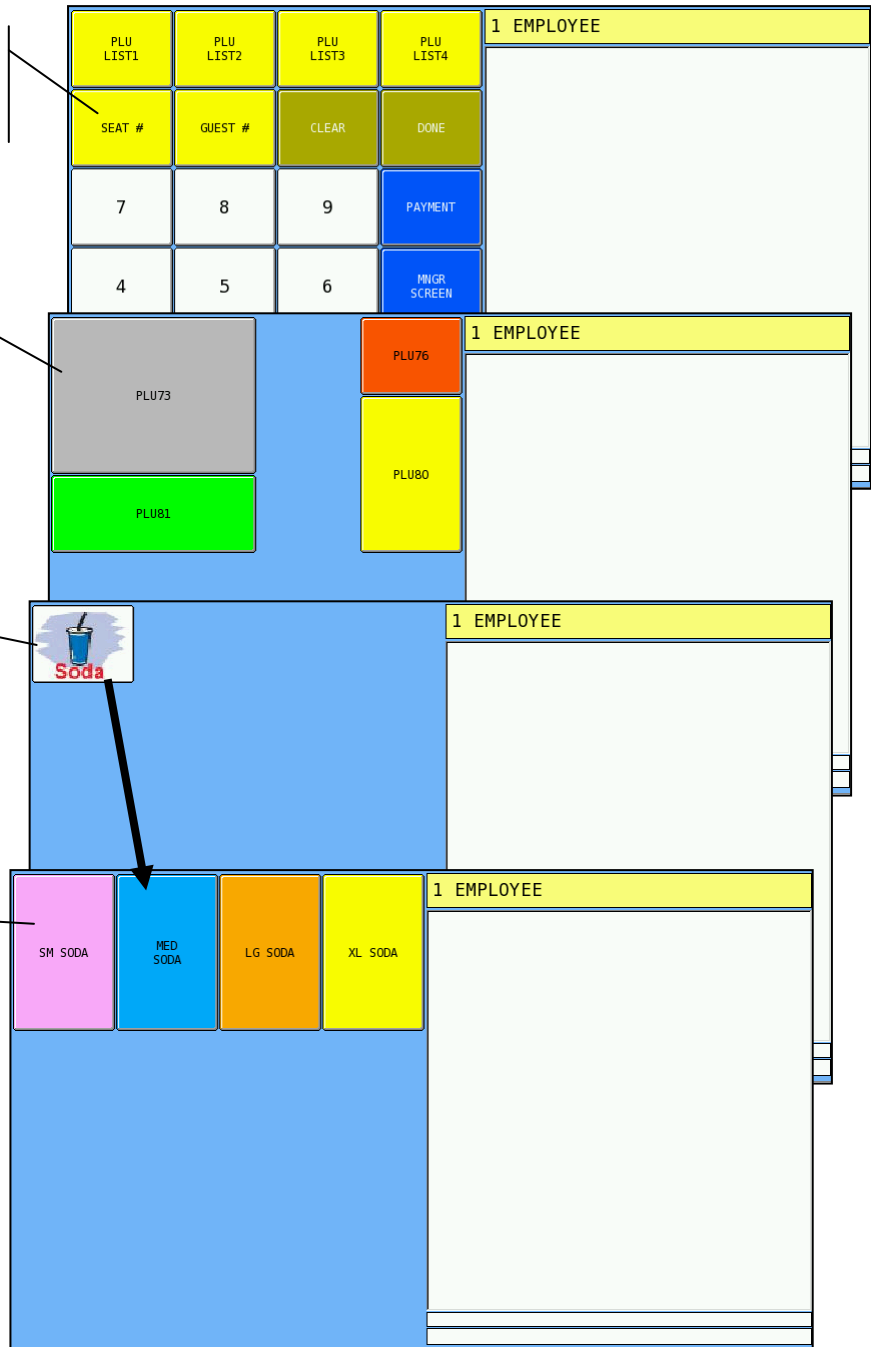 PLU LIST1
PLU LIST2
PLU LIST3
PLU LIST4
1 EMPLOYEE
SEAT #
GUEST #
CLEAR
DONE
7
8
9
PAYMENT
4
5
6
MNGR SCREEN
1 EMPLOYEE
PLU73
PLU76
PLU80
PLU81
1 EMPLOYEE
Soda
1 EMPLOYEE
SM SODA
MED SODA
LG SODA
XL SODA